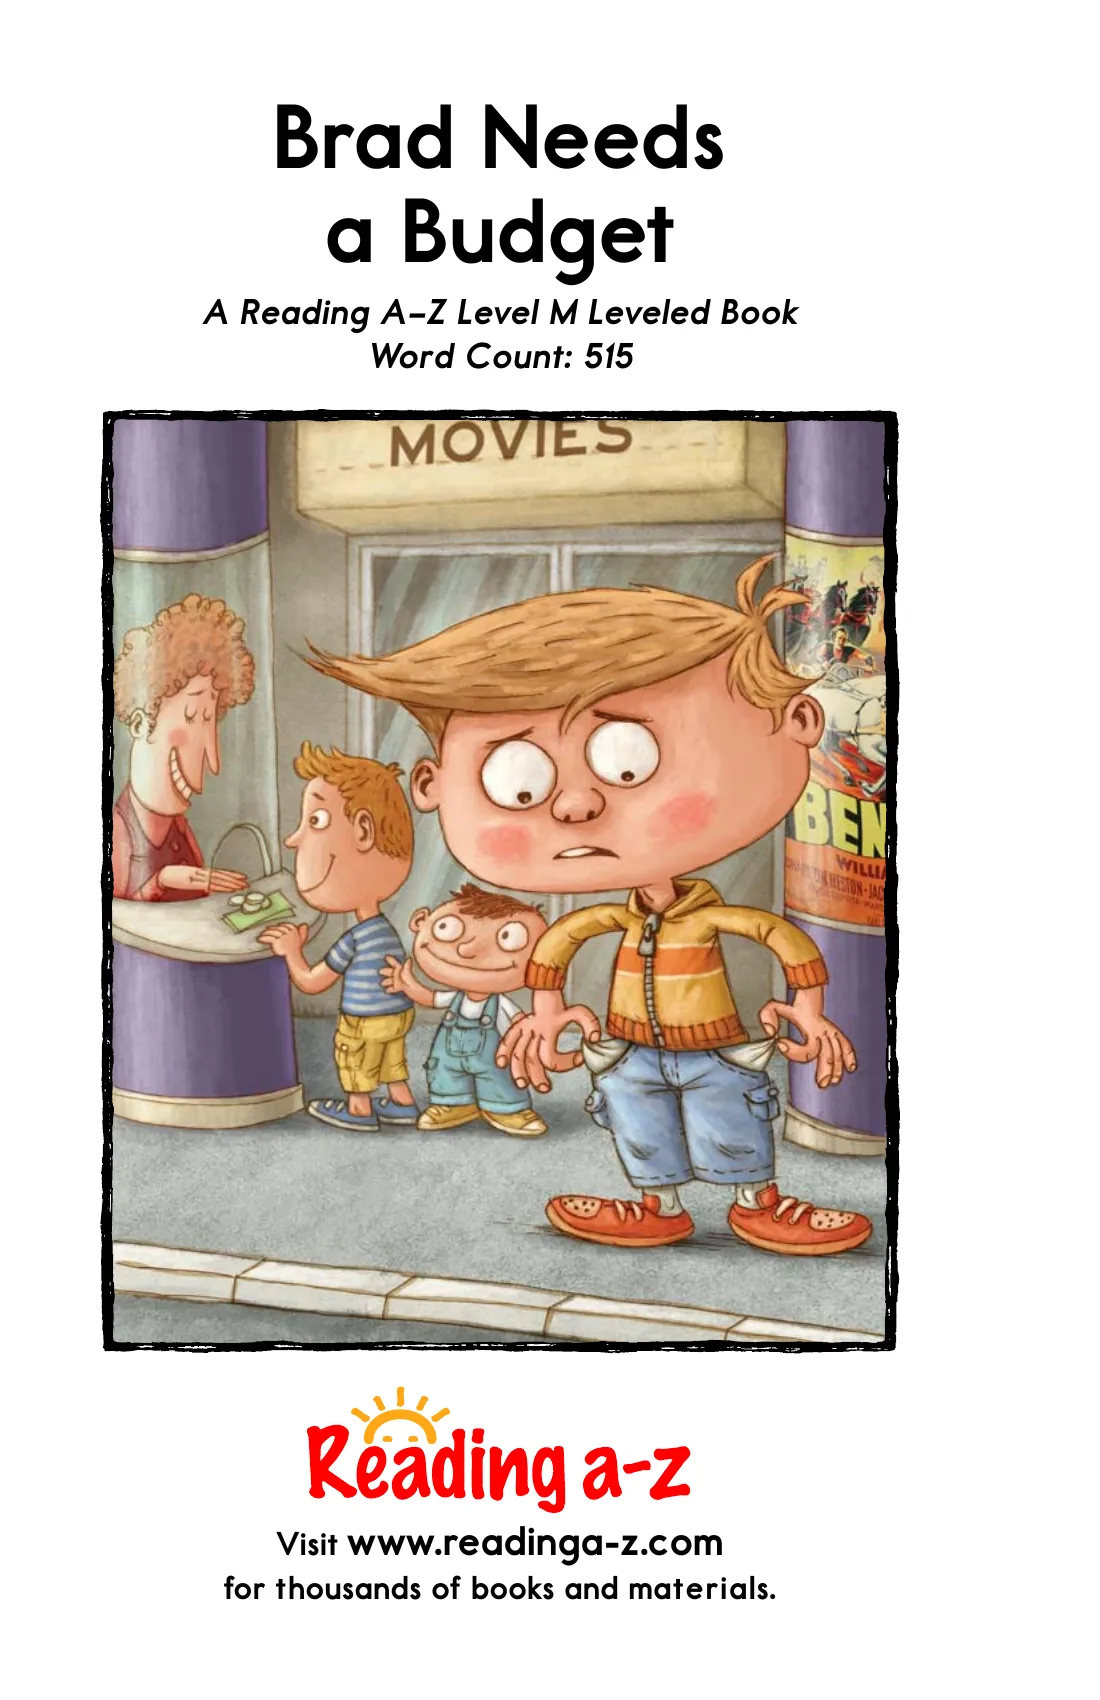 Brad Needs
a Budget
A Reading A–Z Level M Leveled Book
Word Count: 515
MOVIES
BEN
WILLI
HESTON - JAC
Reading a-z
Visit www.readinga-z.com
for thousands of books and materials.